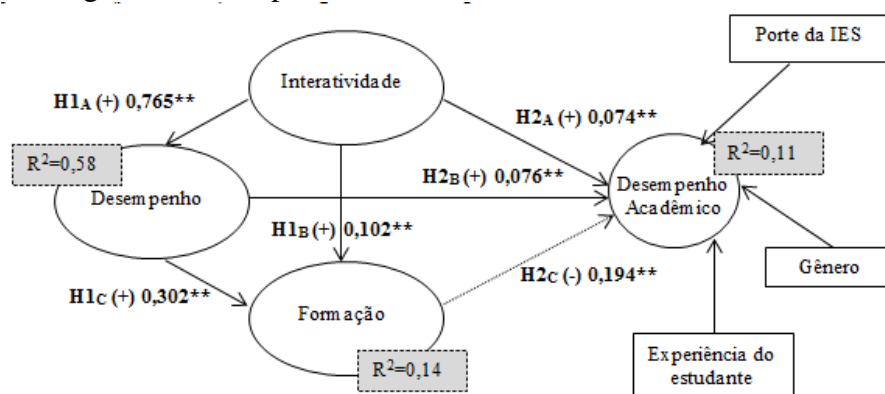 Porte da IES
Interatividade
H1A (+) 0,765**
H2A (+) 0,074**
R²=0,58
R²=0,11
Desempenho
H2B (+) 0,076**
Desempenho
Acadêmico
H1B (+) 0,102**
Gênero
H1C (+) 0,302**
H2C (-) 0,194**
Formação
R²=0,14
Experiência do
estudante